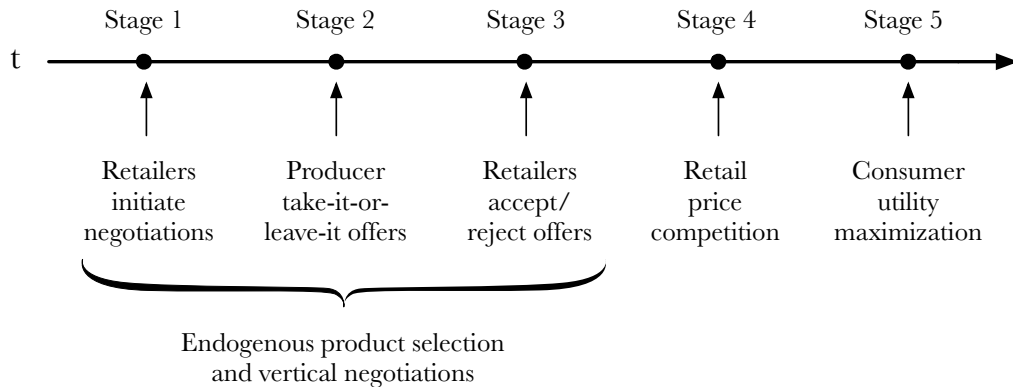 Stage 1 Stage 2 Stage 3 Stage 4 Stage 5
t
Retailers
initiate
negotiations
Producer
take-it-or-
leave-it offers
Retailers
accept/
reject offers
Retail
price
competition
Consumer
utility
maximization
Endogenous product selection
and vertical negotiations